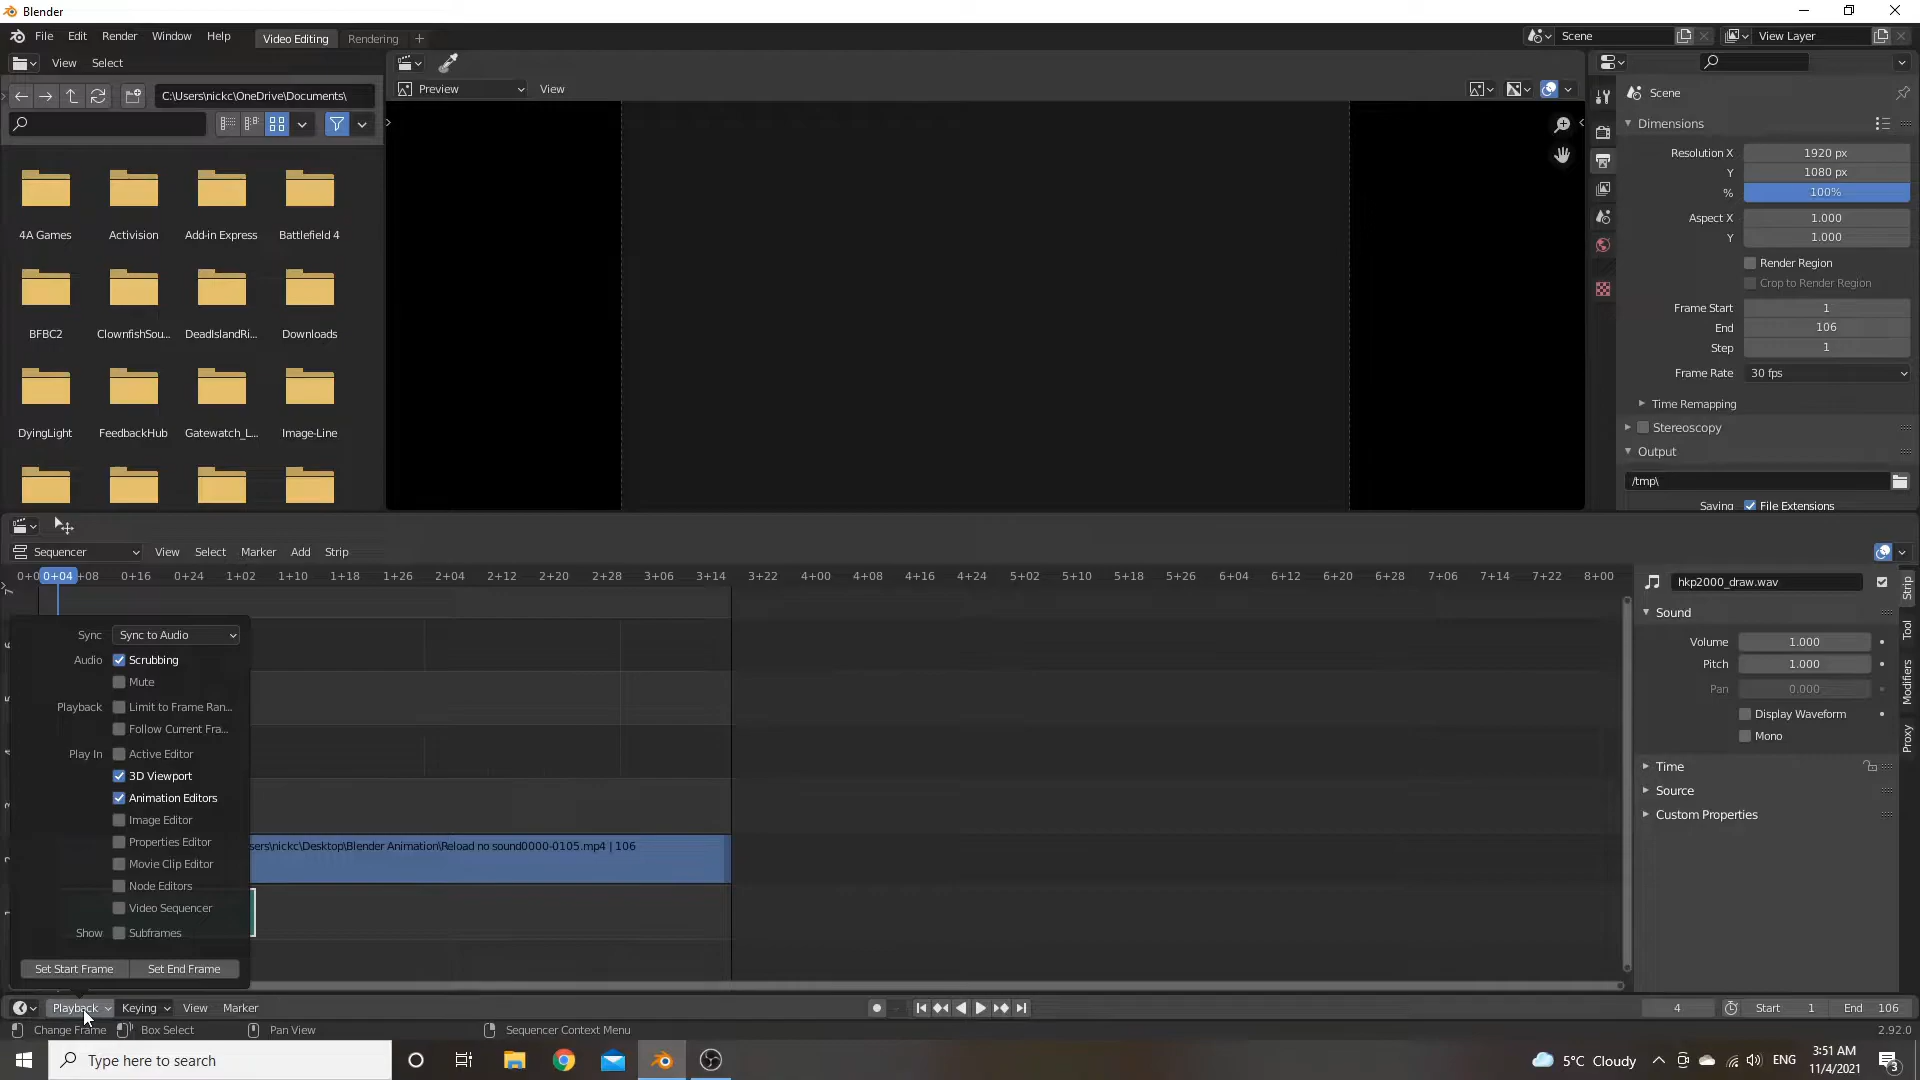 Blender
File Edit Render Window Help Video Editing Rendering Scene View Layer
View Select
C:\Users\nickc\OneDrive\Documents\
Preview View
Scene
Dimensions
Resolution X 1920 px
Y 1080 px
% 100%
Aspect X 1.000
Y 1.000
Render Region
Crop to Render Region
Frame Start 1
End 106
Step 1
Frame Rate 30 fps
Time Remapping
Stereoscopy
Output
/tmp\
Saving File Extensions
4A Games Activision Add-in Express Battlefield 4
BFBC2 ClownfishSou... DeadIslandRi... Downloads
DyingLight FeedbackHub Gatewatch_L... Image-Line
Sequencer View Select Marker Add Strip
0+0 0+04 +08 0+16 0+24 1+02 1+10 1+18 1+26 2+04 2+12 2+20 2+28 3+06 3+14 3+22 4+00 4+08 4+16 4+24 5+02 5+10 5+18 5+26 6+04 6+12 6+20 6+28 7+06 7+14 7+22 8+00
Sync Sync to Audio
Audio Scrubbing
Mute
Playback Limit to Frame Ran...
Follow Current Fra...
Play In Active Editor
3D Viewport
Animation Editors
Image Editor
Properties Editor
Movie Clip Editor
Node Editors
Video Sequencer
Show Subframes
Set Start Frame Set End Frame
7
2
1
sers\nickc\Desktop\Blender Animation\Reload no sound0000-0105.mp4 | 106
hkp2000_draw.wav
Sound
Volume 1.000
Pitch 1.000
Pan 0.000
Display Waveform
Mono
Time
Source
Custom Properties
Strip
Tool
Modifiers
Proxy
Playback Keying View Marker 4 Start 1 End 106
Change Frame Box Select Pan View Sequencer Context Menu 2.92.0
Type here to search
5°C Cloudy ENG
3:51 AM
11/4/2021
3